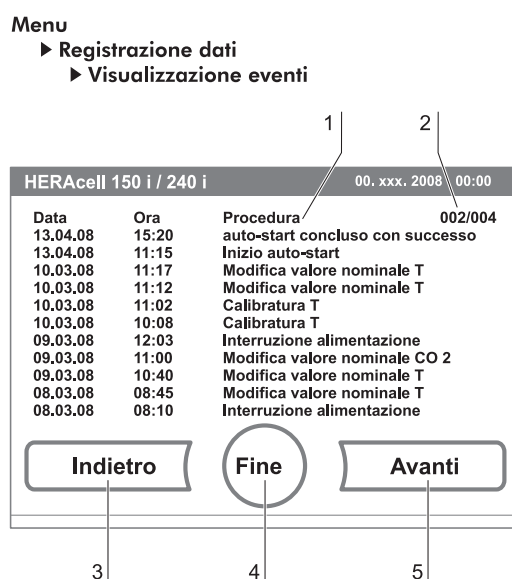 Menu
▶ Registrazione dati
▶ Visualizzazione eventi
1 2
HERAcell 150 i / 240 i 00. xxx. 2008 00:00
Data Ora Procedura 002/004
13.04.08 15:20 auto-start concluso con successo
13.04.08 11:15 Inizio auto-start
10.03.08 11:17 Modifica valore nominale T
10.03.08 11:12 Modifica valore nominale T
10.03.08 11:02 Calibratura T
10.03.08 10:08 Calibratura T
09.03.08 12:03 Interruzione alimentazione
09.03.08 11:00 Modifica valore nominale CO 2
09.03.08 10:40 Modifica valore nominale T
08.03.08 08:45 Modifica valore nominale T
08.03.08 08:10 Interruzione alimentazione
Indietro Fine Avanti
3 4 5